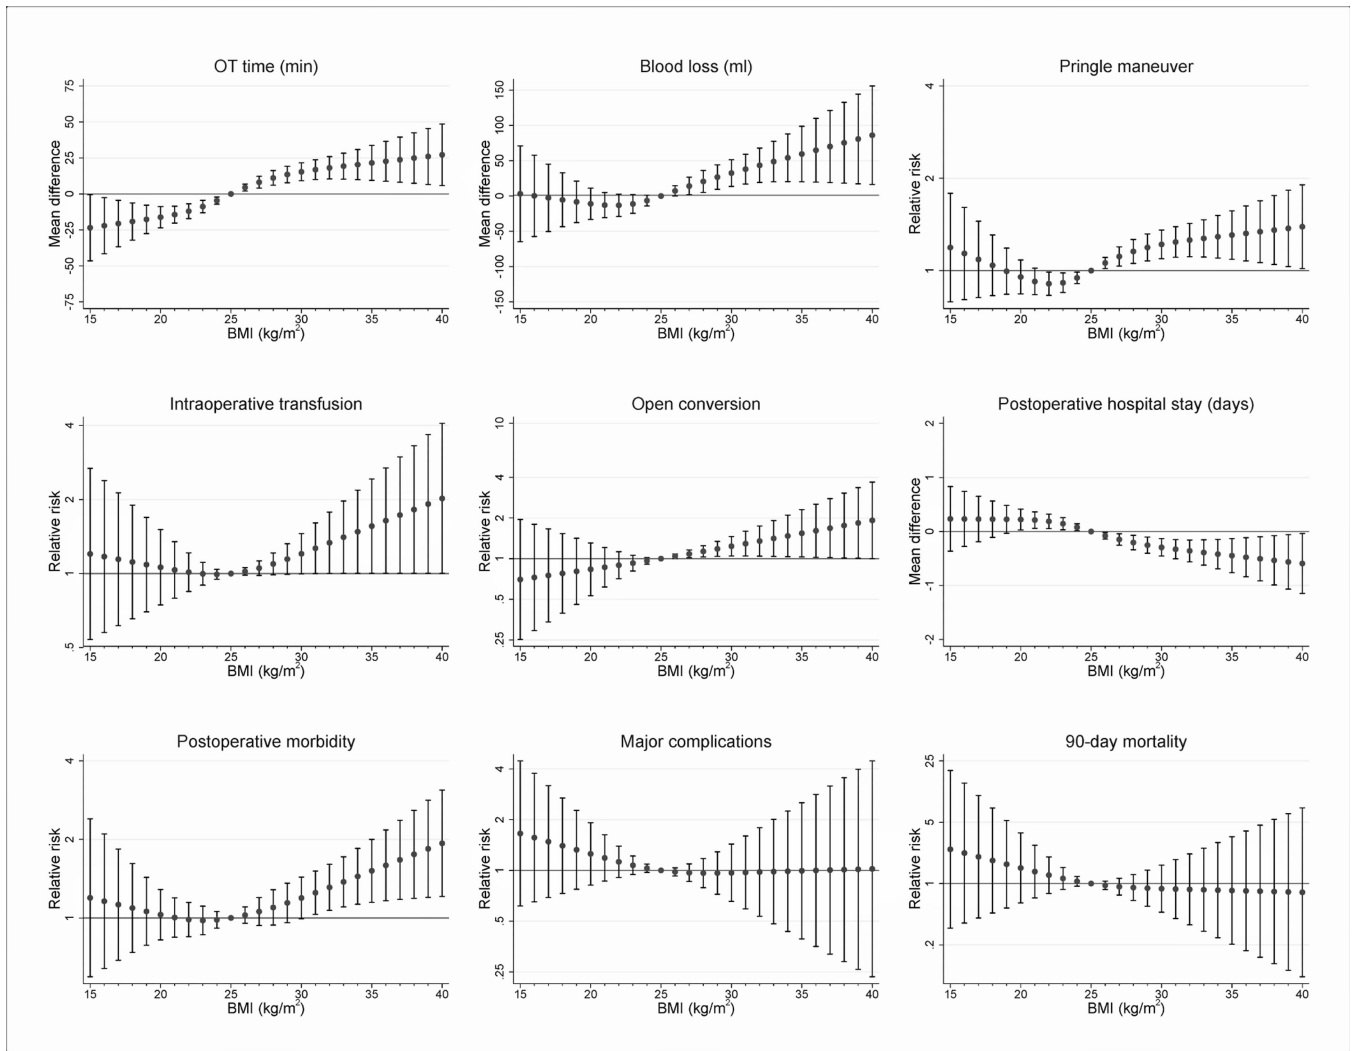 OT time (min)
Mean difference
75
50
25
0
-25
-50
-75
15 20 25 30 35 40
BMI (kg/m²)
Blood loss (ml)
Mean difference
150
100
50
0
-50
-100
-150
15 20 25 30 35 40
BMI (kg/m²)
Pringle maneuver
Relative risk
4
2
1
15 20 25 30 35 40
BMI (kg/m²)
Intraoperative transfusion
Relative risk
4
2
1
.5
15 20 25 30 35 40
BMI (kg/m²)
Open conversion
Relative risk
10
4
2
1
.5
.25
15 20 25 30 35 40
BMI (kg/m²)
Postoperative hospital stay (days)
Mean difference
2
1
0
-1
-2
15 20 25 30 35 40
BMI (kg/m²)
Postoperative morbidity
Relative risk
4
2
1
15 20 25 30 35 40
BMI (kg/m²)
Major complications
Relative risk
4
2
1
.5
.25
15 20 25 30 35 40
BMI (kg/m²)
90-day mortality
Relative risk
25
5
1
.2
15 20 25 30 35 40
BMI (kg/m²)